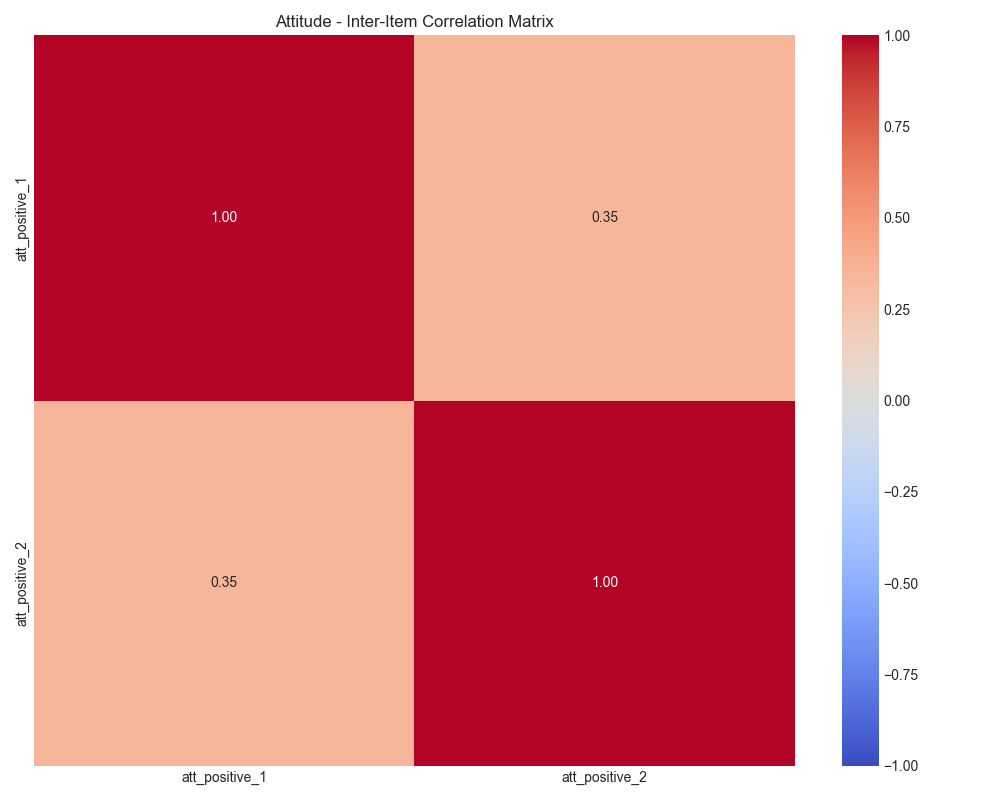 Attitude - Inter-Item Correlation Matrix
att_positive_1
1.00
0.35
att_positive_2
0.35
1.00
att_positive_1
att_positive_2
1.00
0.75
0.50
0.25
0.00
−0.25
−0.50
−0.75
−1.00